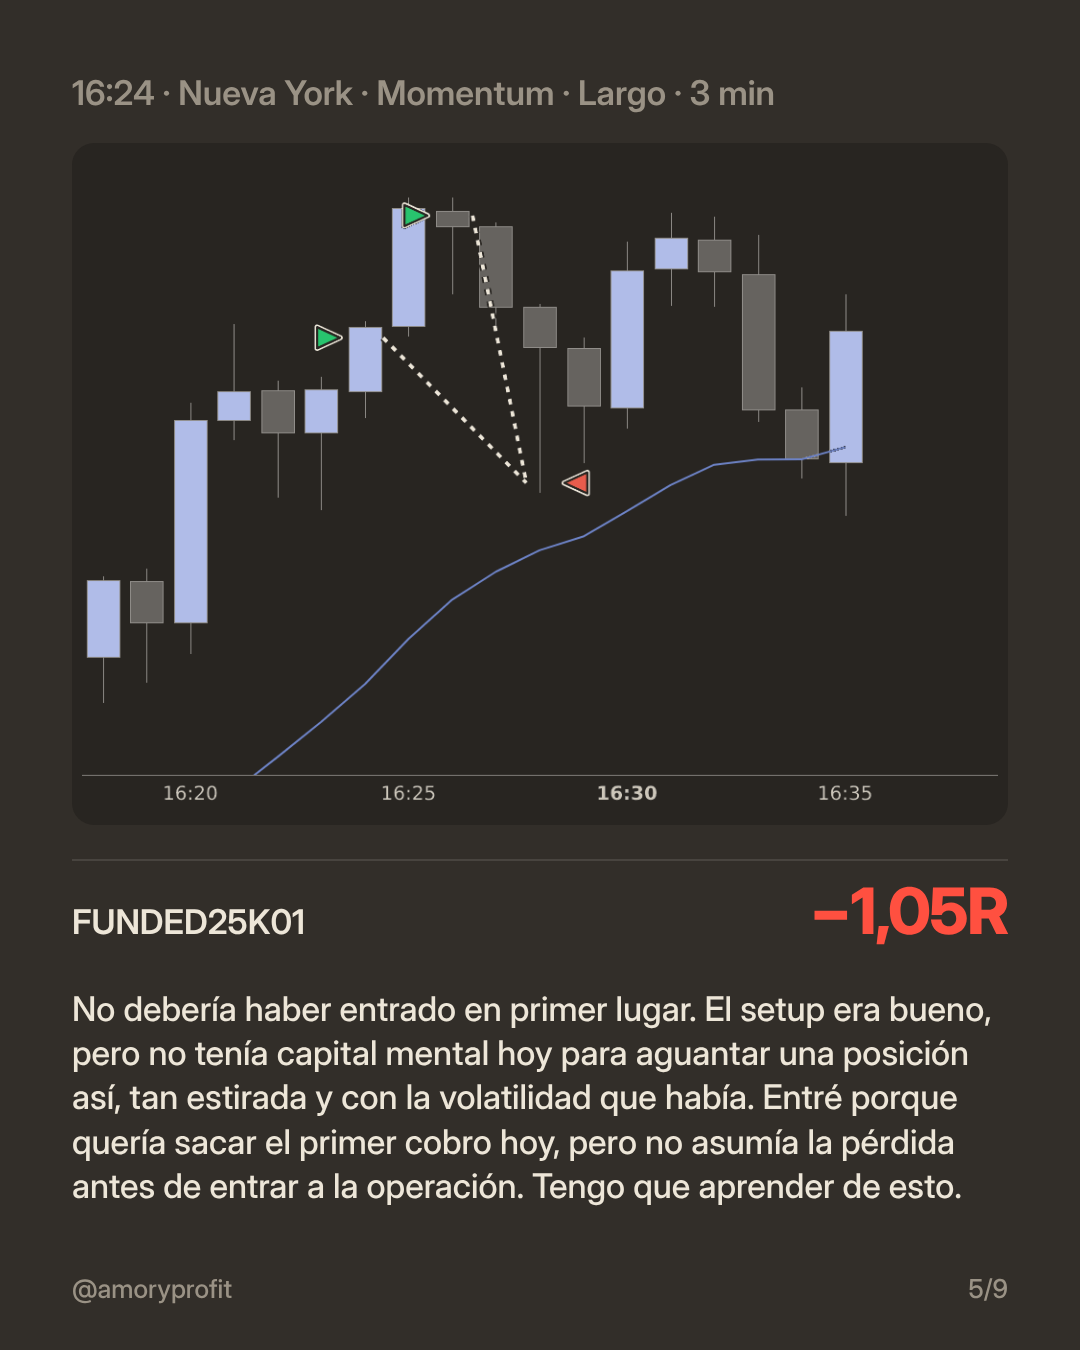 16:24 · Nueva York · Momentum · Largo · 3 min
16:20 16:25 16:30 16:35
FUNDED25K01
–1,05R
No debería haber entrado en primer lugar. El setup era bueno,
pero no tenía capital mental hoy para aguantar una posición
así, tan estirada y con la volatilidad que había. Entré porque
quería sacar el primer cobro hoy, pero no asumía la pérdida
antes de entrar a la operación. Tengo que aprender de esto.
@amoryprofit
5/9